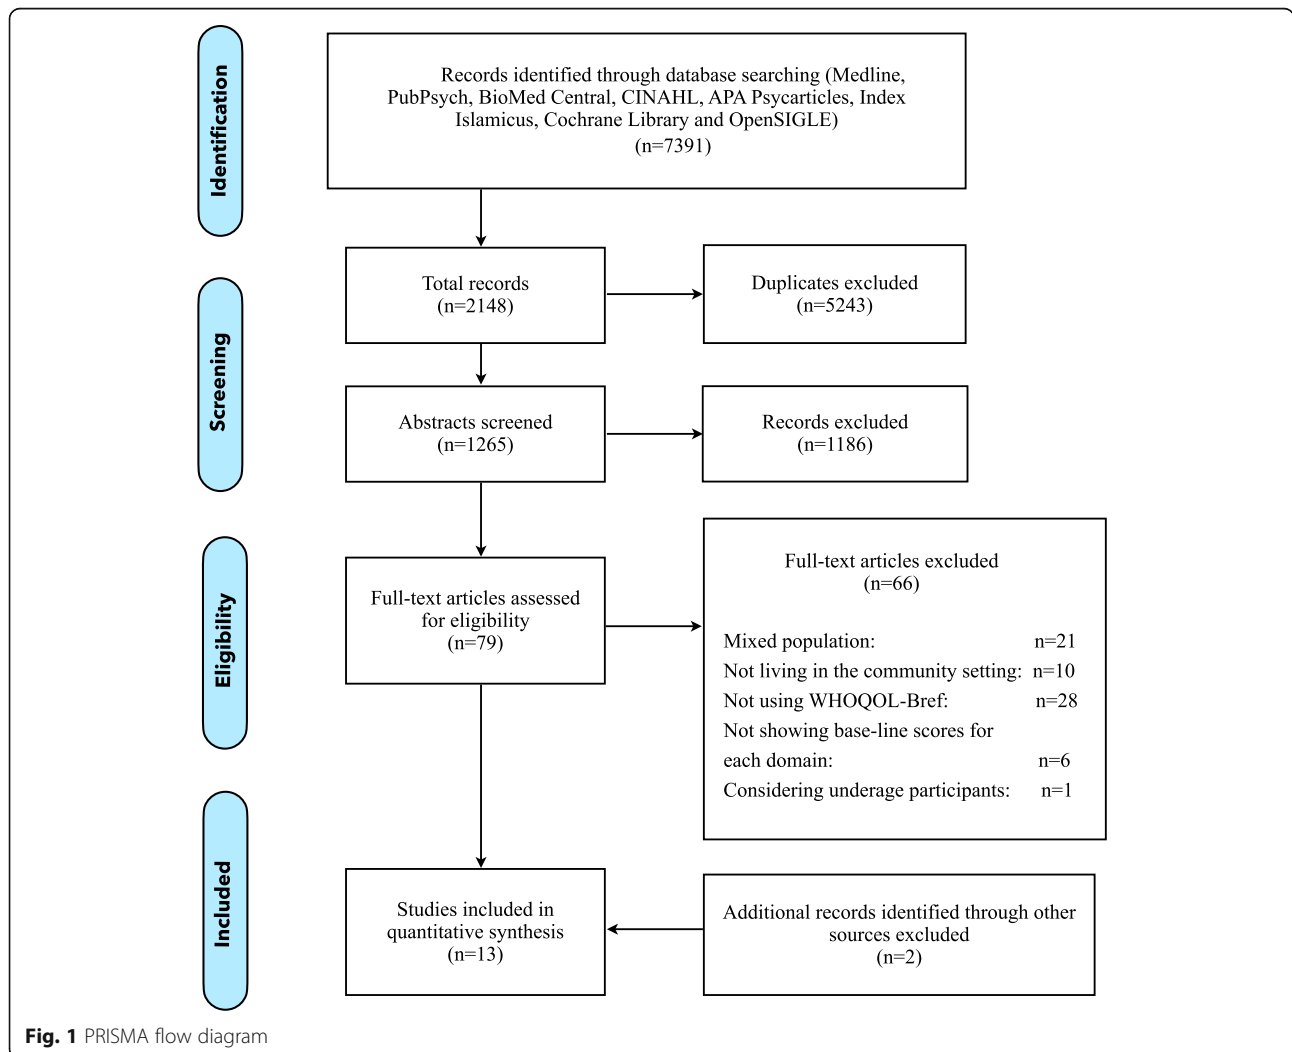 Identification
Records identified through database searching (Medline,
PubPsych, BioMed Central, CINAHL, APA Psycarticles, Index
Islamicus, Cochrane Library and OpenSIGLE)
(n=7391)
Screening
Total records
(n=2148)
Duplicates excluded
(n=5243)
Abstracts screened
(n=1265)
Records excluded
(n=1186)
Eligibility
Full-text articles assessed
for eligibility
(n=79)
Full-text articles excluded
(n=66)
Mixed population: n=21
Not living in the community setting: n=10
Not using WHOQOL-Bref: n=28
Not showing base-line scores for
each domain: n=6
Considering underage participants: n=1
Included
Studies included in
quantitative synthesis
(n=13)
Additional records identified through other
sources excluded
(n=2)
Fig. 1 PRISMA flow diagram